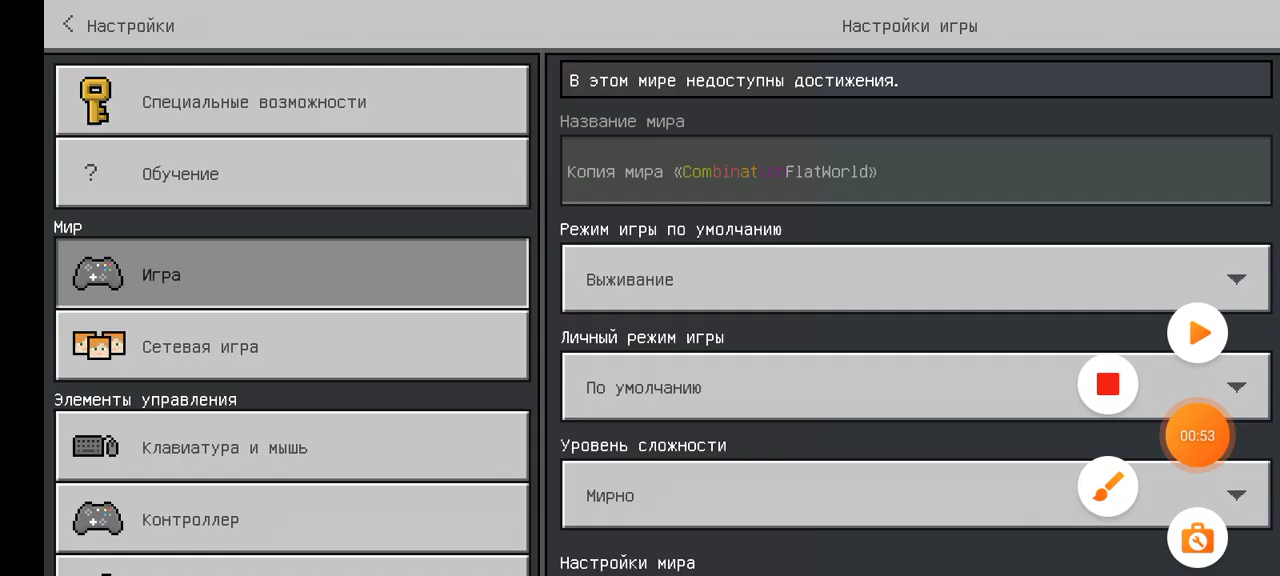 Настройки
Настройки игры
Специальные возможности
? Обучение
Мир
Игра
Сетевая игра
Элементы управления
Клавиатура и мышь
Контроллер
В этом мире недоступны достижения.
Название мира
Копия мира «CombinationFlatWorld»
Режим игры по умолчанию
Выживание
Личный режим игры
По умолчанию
Уровень сложности
Мирно
Настройки мира
00:53